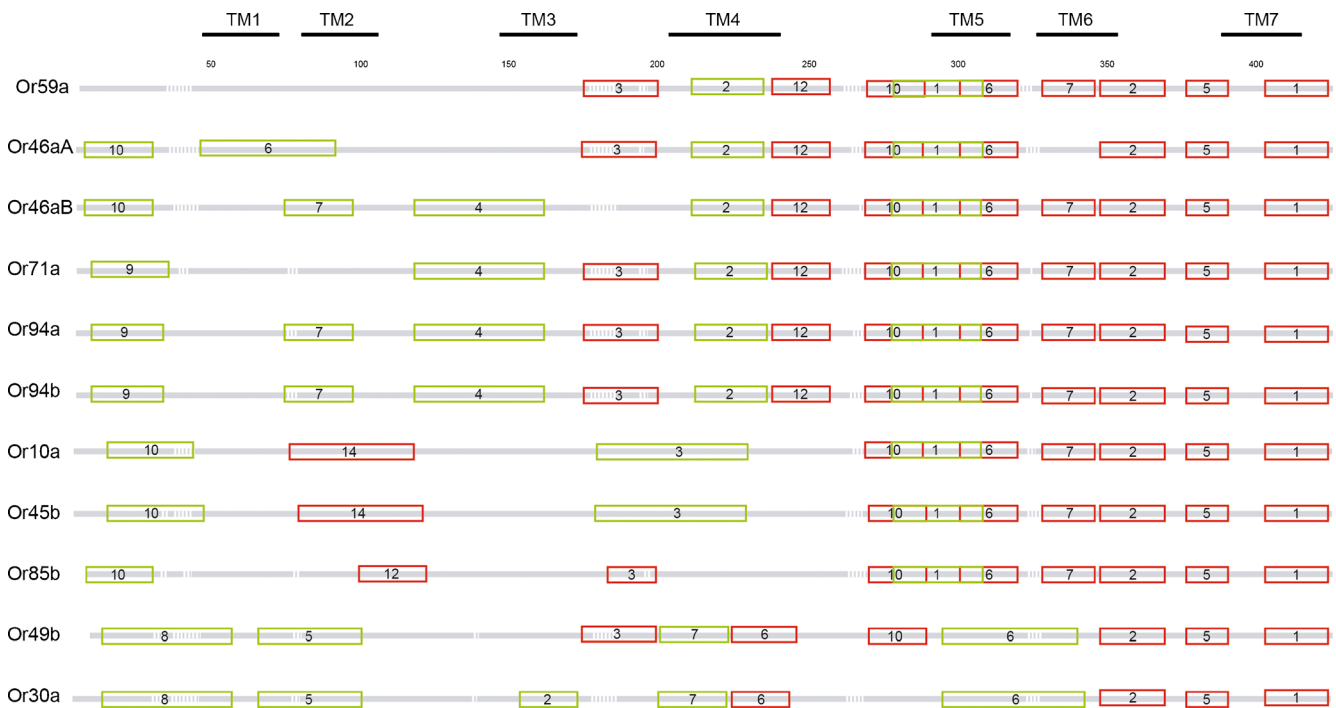 TM1 TM2 TM3 TM4 TM5 TM6 TM7
50 100 150 200 250 300 350 400
Or59a 3 2 12 10 1 6 7 2 5 1
Or46aA 10 6 3 2 12 10 1 6 2 5 1
Or46aB 10 7 4 2 12 10 1 6 7 2 5 1
Or71a 9 4 3 2 12 10 1 6 7 2 5 1
Or94a 9 7 4 3 2 12 10 1 6 7 2 5 1
Or94b 9 7 4 3 2 12 10 1 6 7 2 5 1
Or10a 10 14 3 10 1 6 7 2 5 1
Or45b 10 14 3 10 1 6 7 2 5 1
Or85b 10 12 3 10 1 6 7 2 5 1
Or49b 8 5 3 7 6 10 6 2 5 1
Or30a 8 5 2 7 6 6 2 5 1